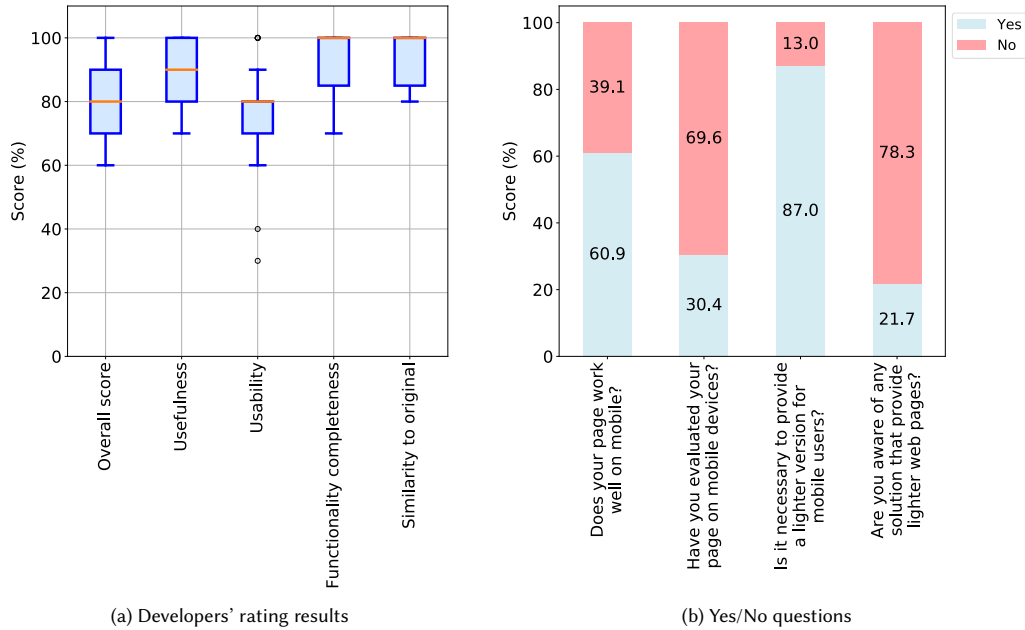 100
80
60
40
20
0
Score (%)
Overall score
Usefulness
Usability
Functionality completeness
Similarity to original
(a) Developers' rating results
Yes
No
100
80
60
40
20
0
Score (%)
39.1
60.9
69.6
30.4
13.0
87.0
78.3
21.7
Does your page work
well on mobile?
Have you evaluated your
page on mobile devices?
Is it necessary to provide
a lighter version for
mobile users?
Are you aware of any
solution that provide
lighter web pages?
(b) Yes/No questions